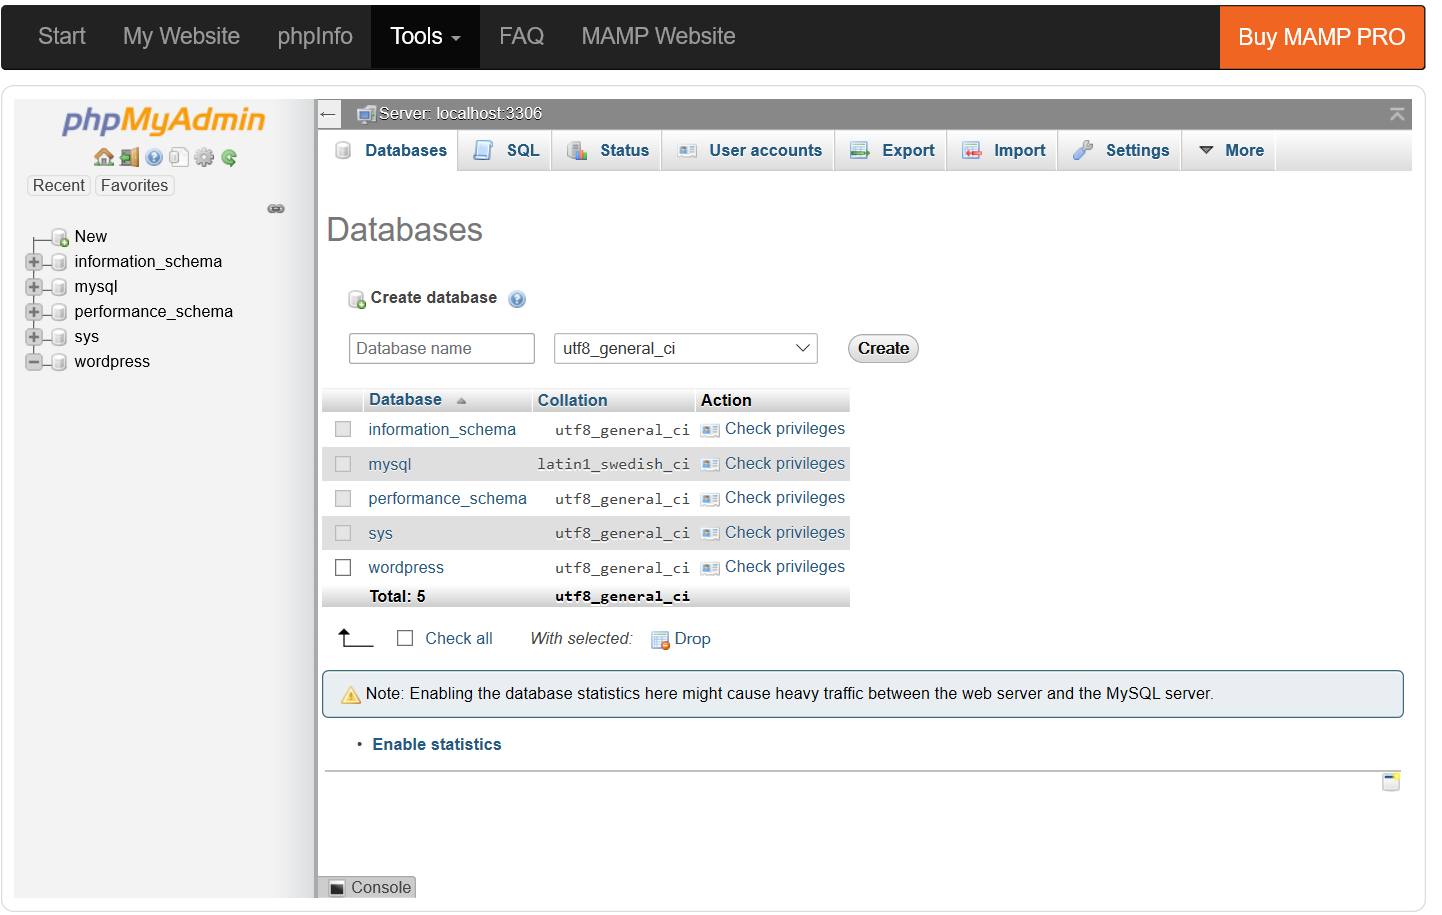 Start My Website phpInfo Tools FAQ MAMP Website Buy MAMP PRO
phpMyAdmin
Recent Favorites
New
information_schema
mysql
performance_schema
sys
wordpress
Server: localhost:3306
Databases SQL Status User accounts Export Import Settings More
Databases
Create database
Database name utf8_general_ci Create
Database Collation Action
information_schema utf8_general_ci Check privileges
mysql latin1_swedish_ci Check privileges
performance_schema utf8_general_ci Check privileges
sys utf8_general_ci Check privileges
wordpress utf8_general_ci Check privileges
Total: 5 utf8_general_ci
Check all With selected: Drop
Note: Enabling the database statistics here might cause heavy traffic between the web server and the MySQL server.
• Enable statistics
Console